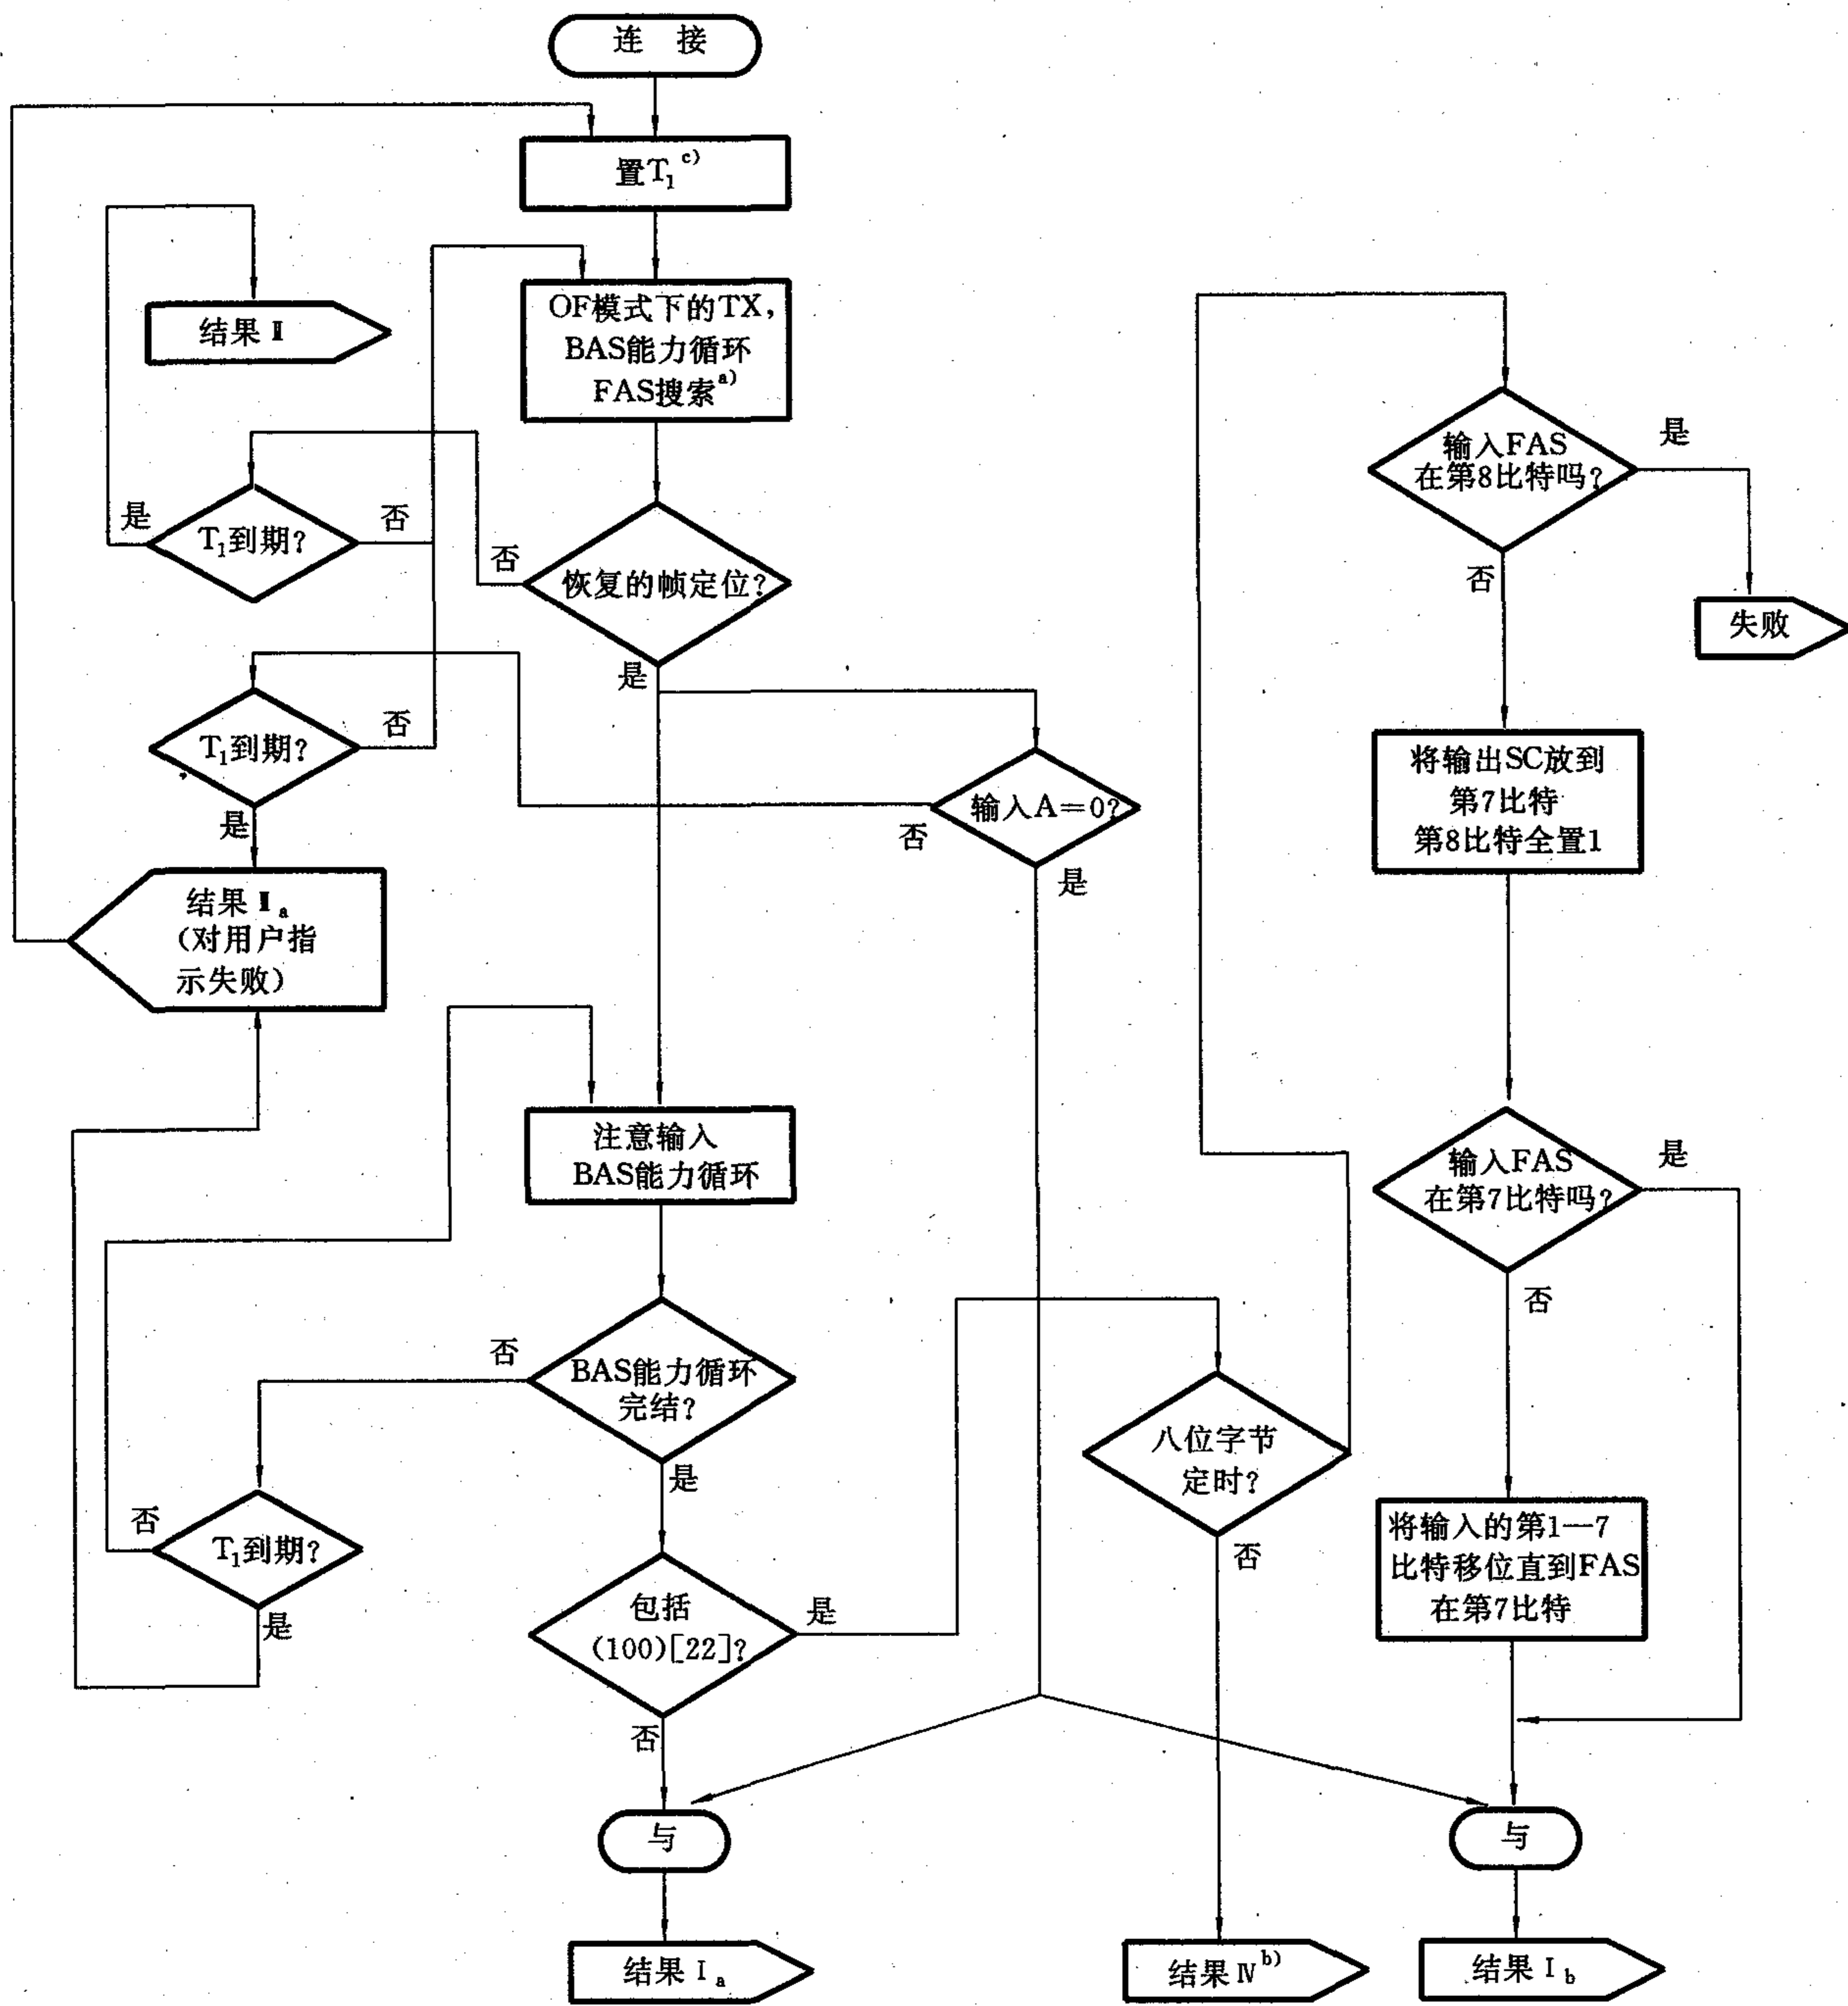 连 接
置T₁ᶜ⁾
结果 Ⅱ
OF模式下的TX,
BAS能力循环
FAS搜索ᵃ⁾
输入FAS
在第8比特吗?
是
否
失败
是
T₁到期?
否
否
恢复的帧定位?
是
T₁到期?
否
是
输入A=0?
否
是
将输出SC放到
第7比特
第8比特全置1
结果 Ⅱₐ
(对用户指
示失败)
注意输入
BAS能力循环
输入FAS
在第7比特吗?
是
否
否
BAS能力循环
完结?
是
八位字节
定时?
否
否
T₁到期?
是
包括
(100)[22]?
是
否
将输入的第1—7
比特移位直到FAS
在第7比特
与
与
结果 Ⅰₐ
结果 Ⅳᵇ⁾
结果 Ⅰ_b